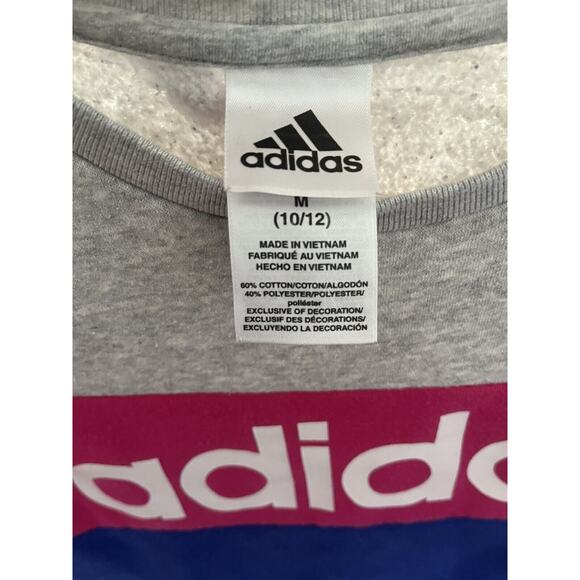 adidas
M
(10/12)
MADE IN VIETNAM
FABRIQUÉ AU VIETNAM
HECHO EN VIETNAM
60% COTTON/COTON/ALGODÓN
40% POLYESTER/POLYESTER/
poliéster
EXCLUSIVE OF DECORATION/
EXCLUSIF DES DÉCORATIONS/
EXCLUYENDO LA DECORACIÓN
adida